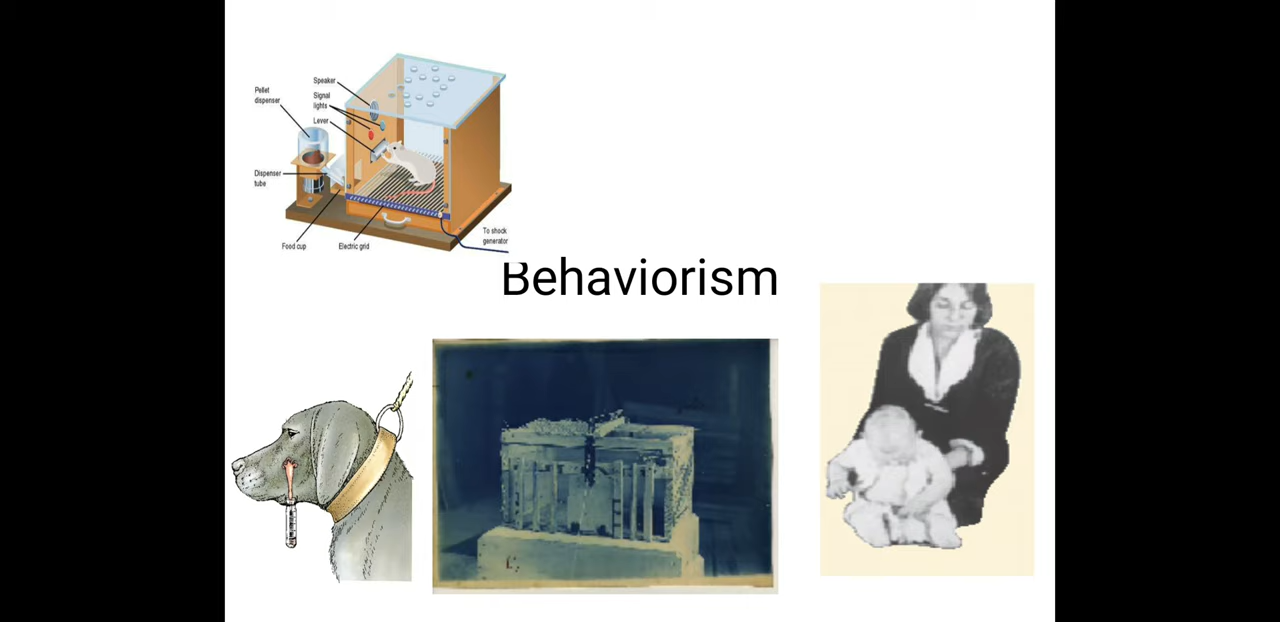 Speaker
Pellet
dispenser
Signal
lights
Lever
Dispenser
tube
Food cup
Electric grid
To shock
generator
Behaviorism